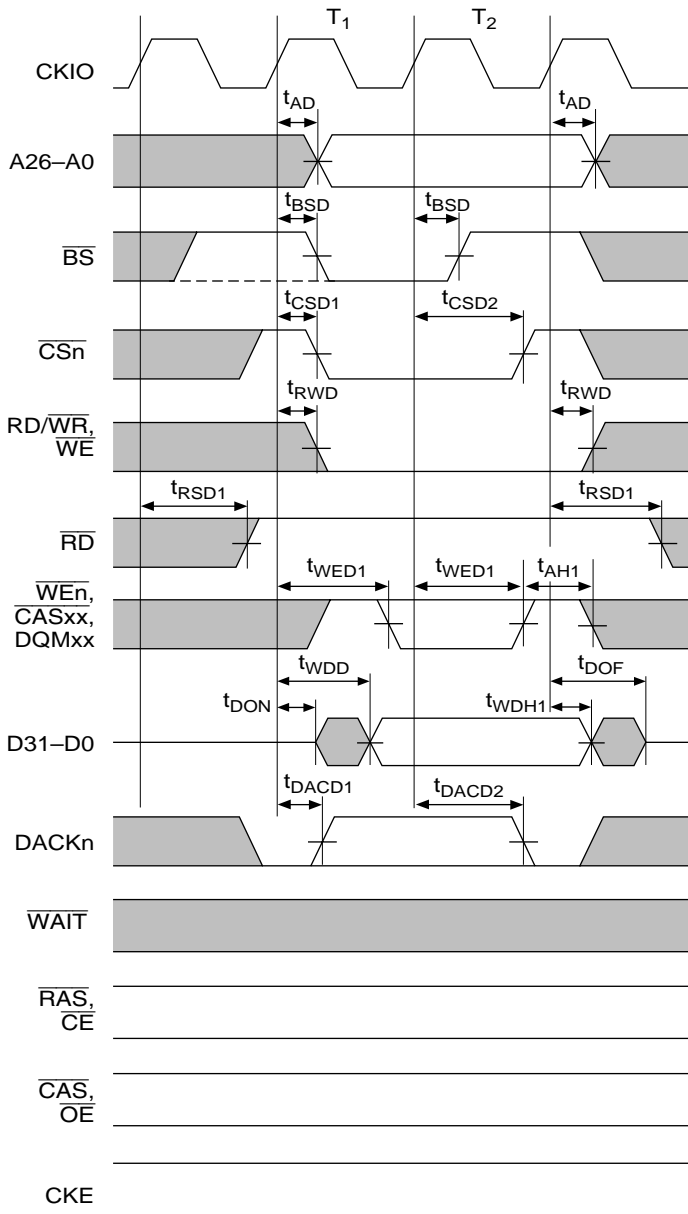 T1 T2
CKIO
tAD tAD
A26–A0
tBSD tBSD
BS
tCSD1 tCSD2
CSn
tRWD tRWD
RD/WR,
WE
tRSD1 tRSD1
RD
tWED1 tWED1 tAH1
WEn,
CASxx,
DQMxx
tWDD tDOF
tDON tWDH1
D31–D0
tDACD1 tDACD2
DACKn
WAIT
RAS,
CE
CAS,
OE
CKE